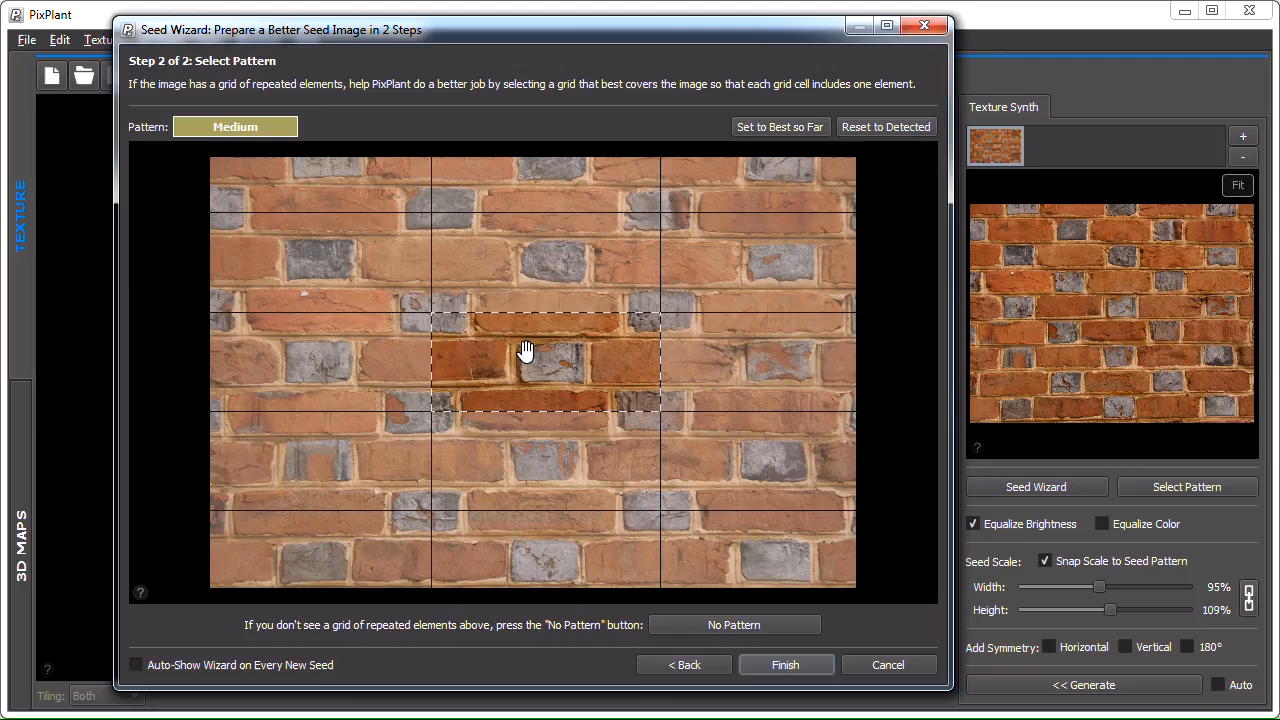 PixPlant
File Edit Textu
Seed Wizard: Prepare a Better Seed Image in 2 Steps
Step 2 of 2: Select Pattern
If the image has a grid of repeated elements, help PixPlant do a better job by selecting a grid that best covers the image so that each grid cell includes one element.
Pattern: Medium Set to Best so Far Reset to Detected
TEXTURE
3D MAPS
?
If you don't see a grid of repeated elements above, press the "No Pattern" button: No Pattern
Auto-Show Wizard on Every New Seed < Back Finish Cancel
?
Tiling: Both
Texture Synth
+
-
Fit
?
Seed Wizard Select Pattern
Equalize Brightness Equalize Color
Seed Scale: Snap Scale to Seed Pattern
Width: 95%
Height: 109%
Add Symmetry: Horizontal Vertical 180°
<< Generate Auto